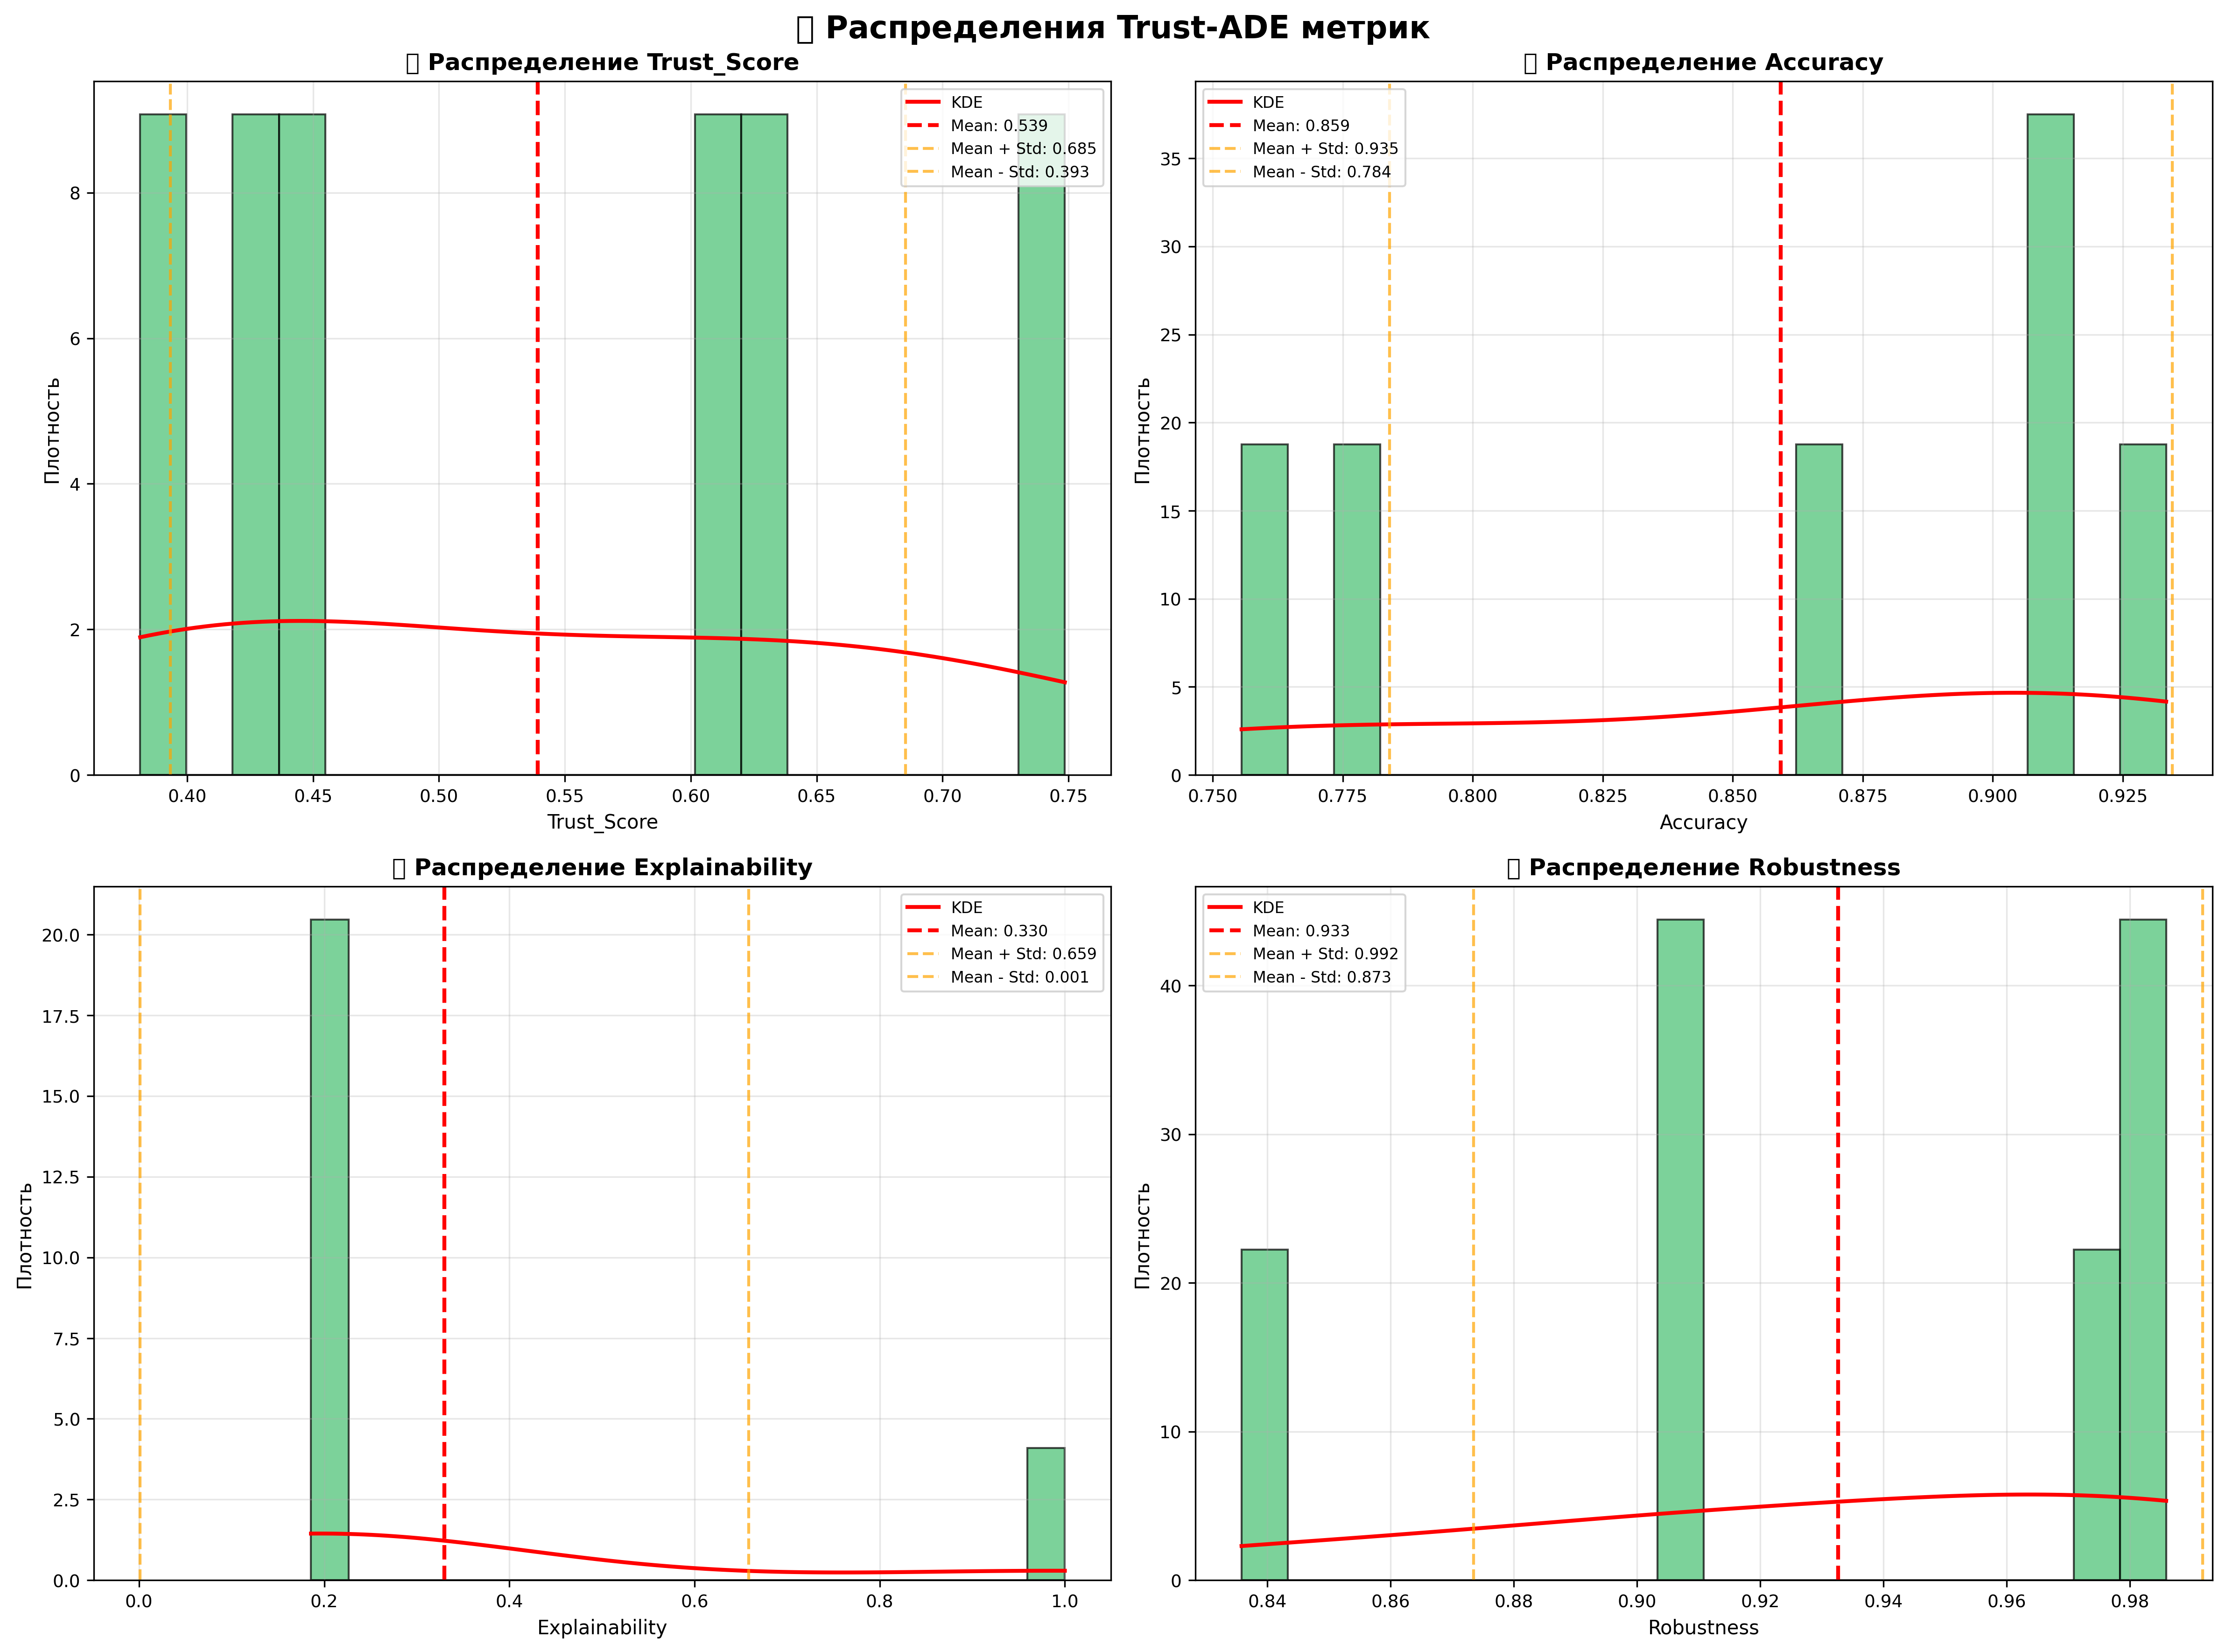 ▯ Распределения Trust-ADE метрик
▯ Распределение Trust_Score
KDE
Mean: 0.539
Mean + Std: 0.685
Mean - Std: 0.393
Плотность
8
6
4
2
0
0.40 0.45 0.50 0.55 0.60 0.65 0.70 0.75
Trust_Score
▯ Распределение Accuracy
KDE
Mean: 0.859
Mean + Std: 0.935
Mean - Std: 0.784
Плотность
35
30
25
20
15
10
5
0
0.750 0.775 0.800 0.825 0.850 0.875 0.900 0.925
Accuracy
▯ Распределение Explainability
KDE
Mean: 0.330
Mean + Std: 0.659
Mean - Std: 0.001
Плотность
20.0
17.5
15.0
12.5
10.0
7.5
5.0
2.5
0.0
0.0 0.2 0.4 0.6 0.8 1.0
Explainability
▯ Распределение Robustness
KDE
Mean: 0.933
Mean + Std: 0.992
Mean - Std: 0.873
Плотность
40
30
20
10
0
0.84 0.86 0.88 0.90 0.92 0.94 0.96 0.98
Robustness